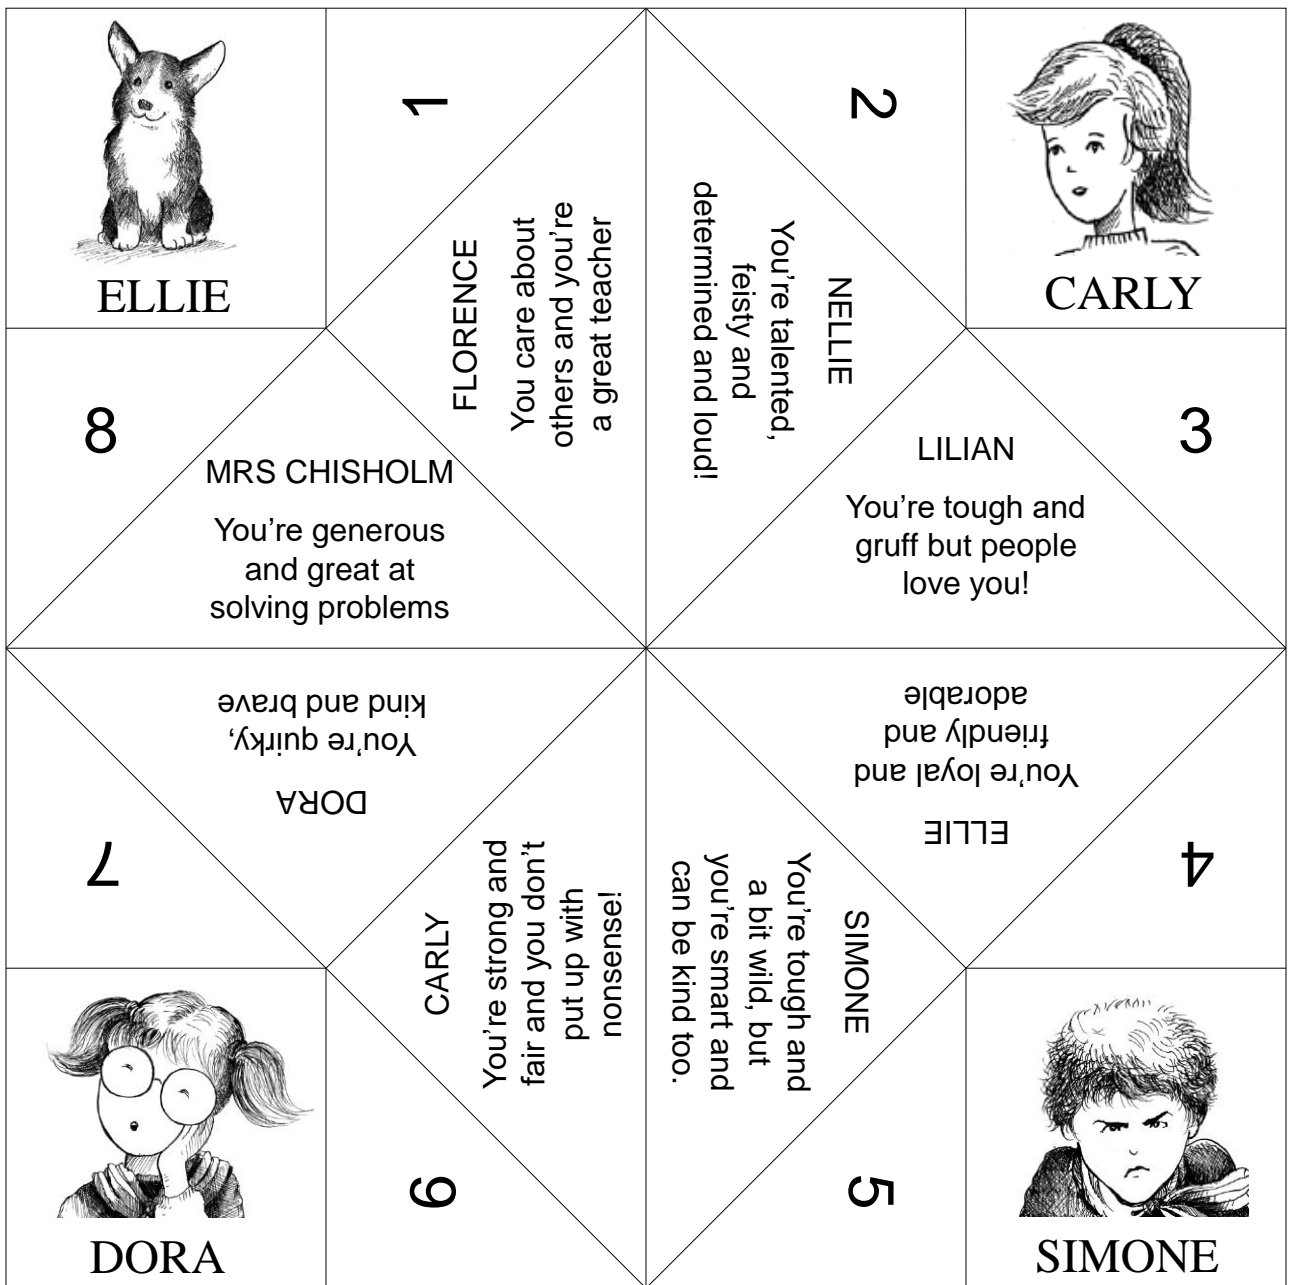 ELLIE
1
2
CARLY
FLORENCE
You care about
others and you're
a great teacher
NELLIE
You're talented,
feisty and
determined and loud!
8
MRS CHISHOLM
You're generous
and great at
solving problems
LILIAN
You're tough and
gruff but people
love you!
3
7
DORA
You're quirky,
kind and brave
ELLIE
You're loyal and
friendly and
adorable
4
CARLY
You're strong and
fair and you don't
put up with
nonsense!
SIMONE
You're tough and
a bit wild, but
you're smart and
can be kind too.
DORA
6
5
SIMONE